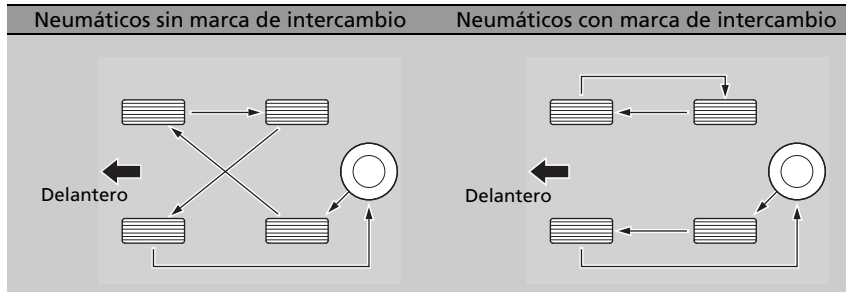 Neumáticos sin marca de intercambio
Neumáticos con marca de intercambio
Delantero
Delantero